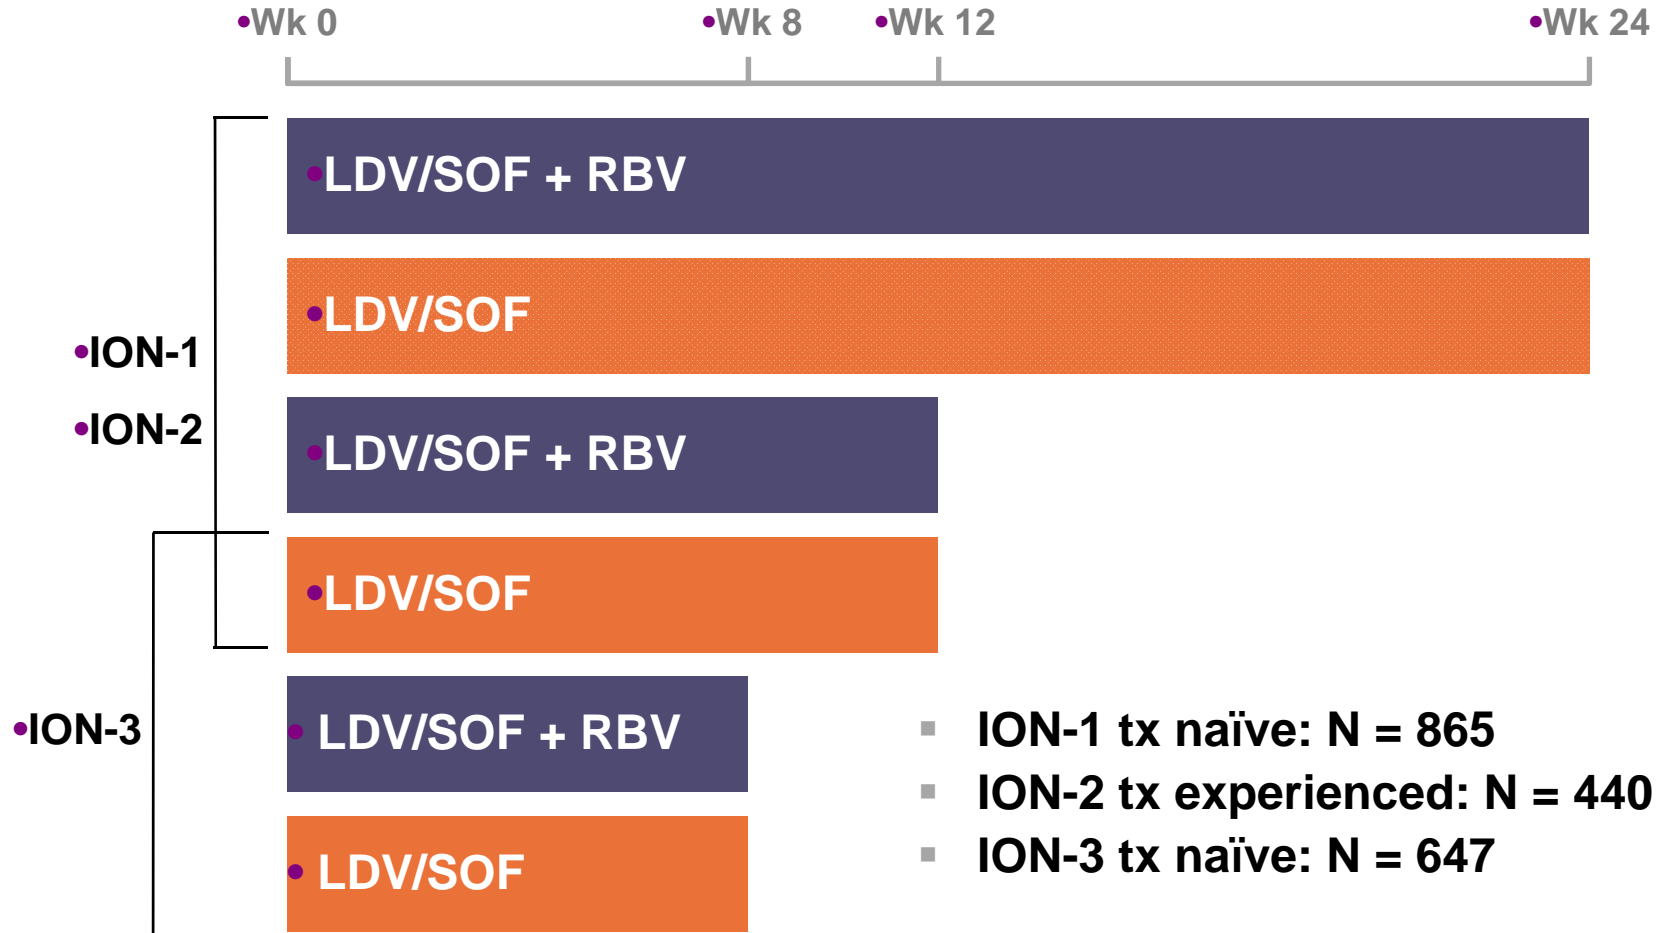 •Wk 0 •Wk 8 •Wk 12 •Wk 24
•LDV/SOF + RBV
•LDV/SOF
•ION-1
•ION-2
•LDV/SOF + RBV
•LDV/SOF
•ION-3
• LDV/SOF + RBV
• LDV/SOF
▪ ION-1 tx naïve: N = 865
▪ ION-2 tx experienced: N = 440
▪ ION-3 tx naïve: N = 647